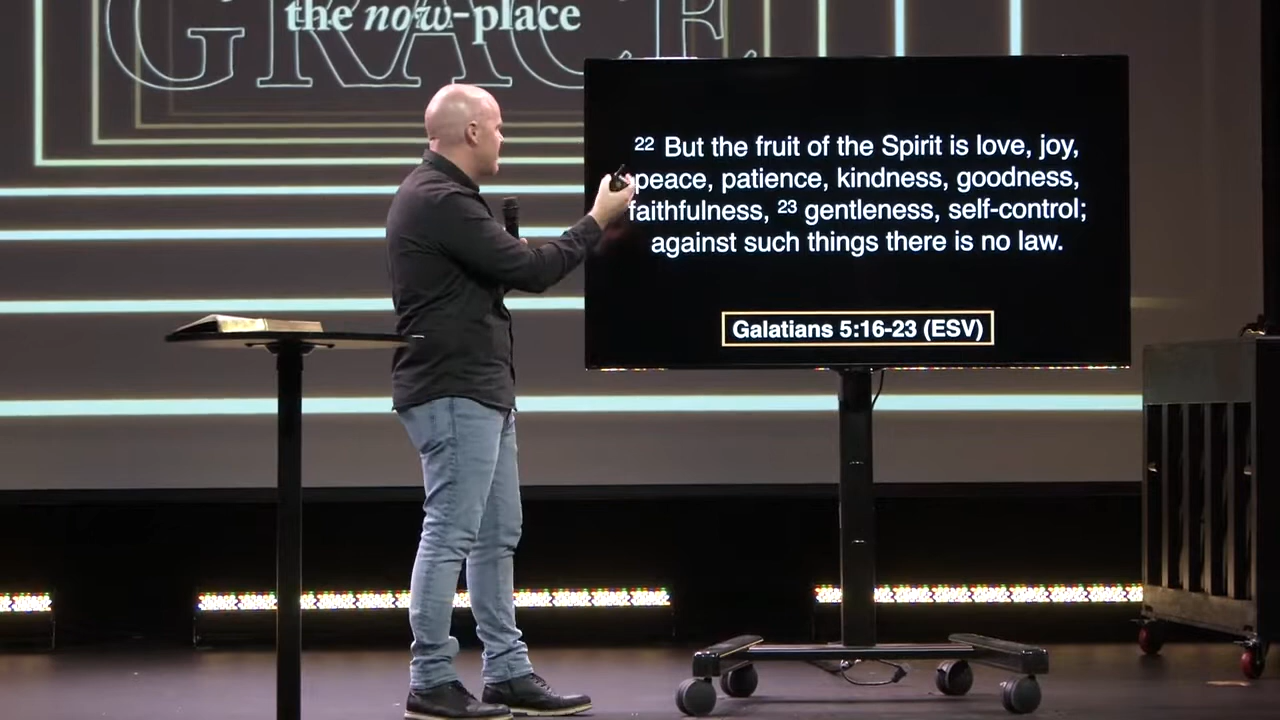 the now-place
GRACE
²² But the fruit of the Spirit is love, joy,
peace, patience, kindness, goodness,
faithfulness, ²³ gentleness, self-control;
against such things there is no law.
Galatians 5:16-23 (ESV)